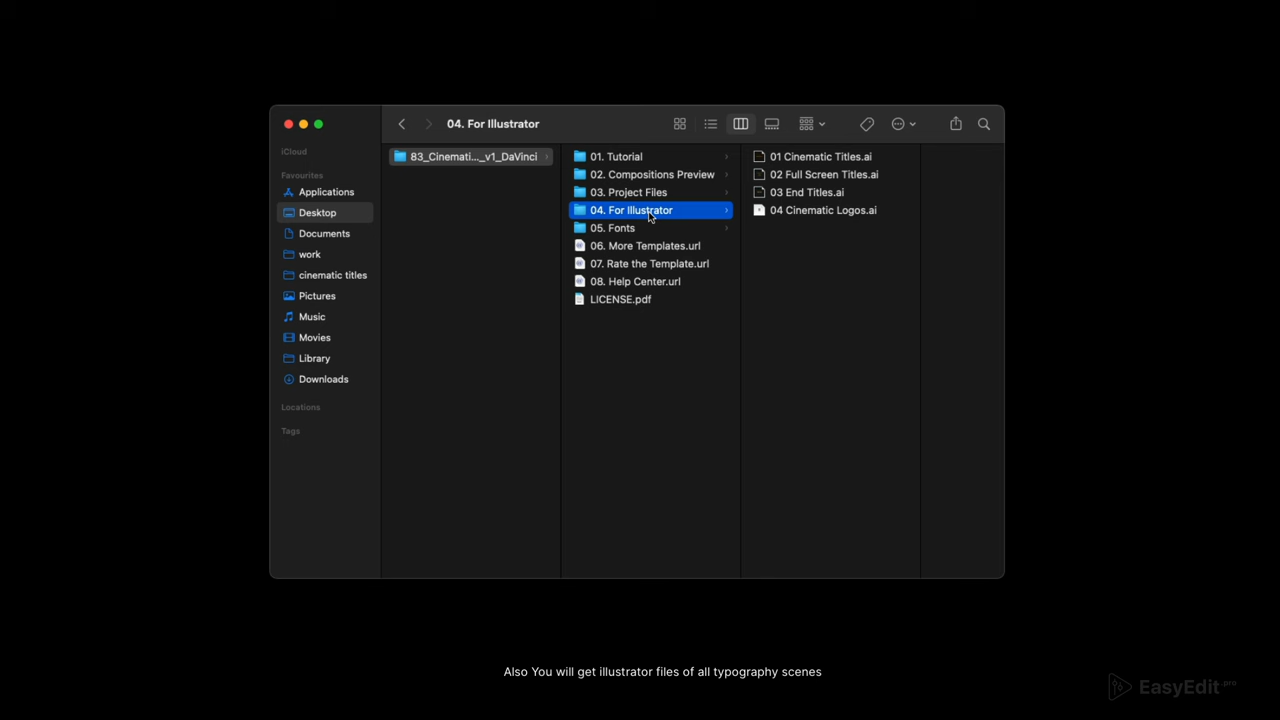 04. For Illustrator
iCloud
Favourites
Applications
Desktop
Documents
work
cinematic titles
Pictures
Music
Movies
Library
Downloads
Locations
Tags
83_Cinemati..._v1_DaVinci
01. Tutorial
02. Compositions Preview
03. Project Files
04. For Illustrator
05. Fonts
06. More Templates.url
07. Rate the Template.url
08. Help Center.url
LICENSE.pdf
01 Cinematic Titles.ai
02 Full Screen Titles.ai
03 End Titles.ai
04 Cinematic Logos.ai
Also You will get illustrator files of all typography scenes
EasyEdit.pro